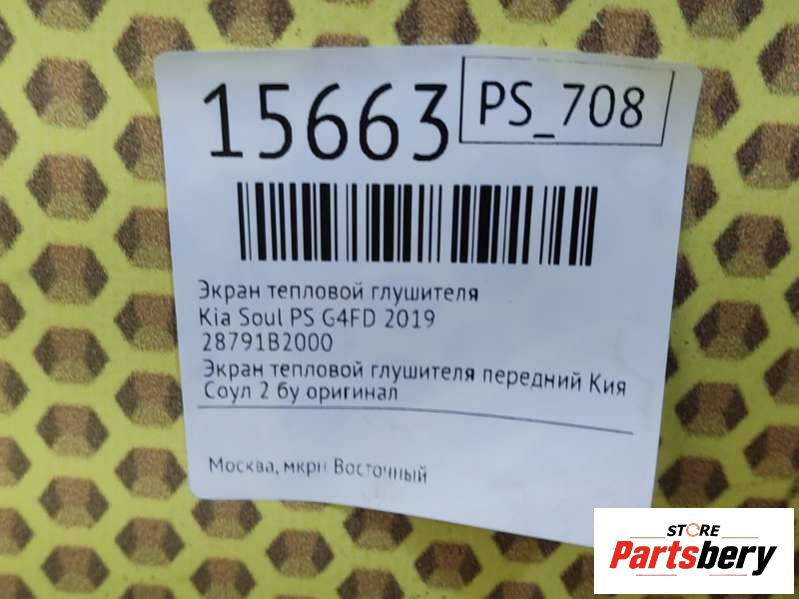 15663
PS_708
Экран тепловой глушителя
Kia Soul PS G4FD 2019
28791B2000
Экран тепловой глушителя передний Кия
Соул 2 бу оригинал
Москва, мкрн Восточный
STORE
Partsbery